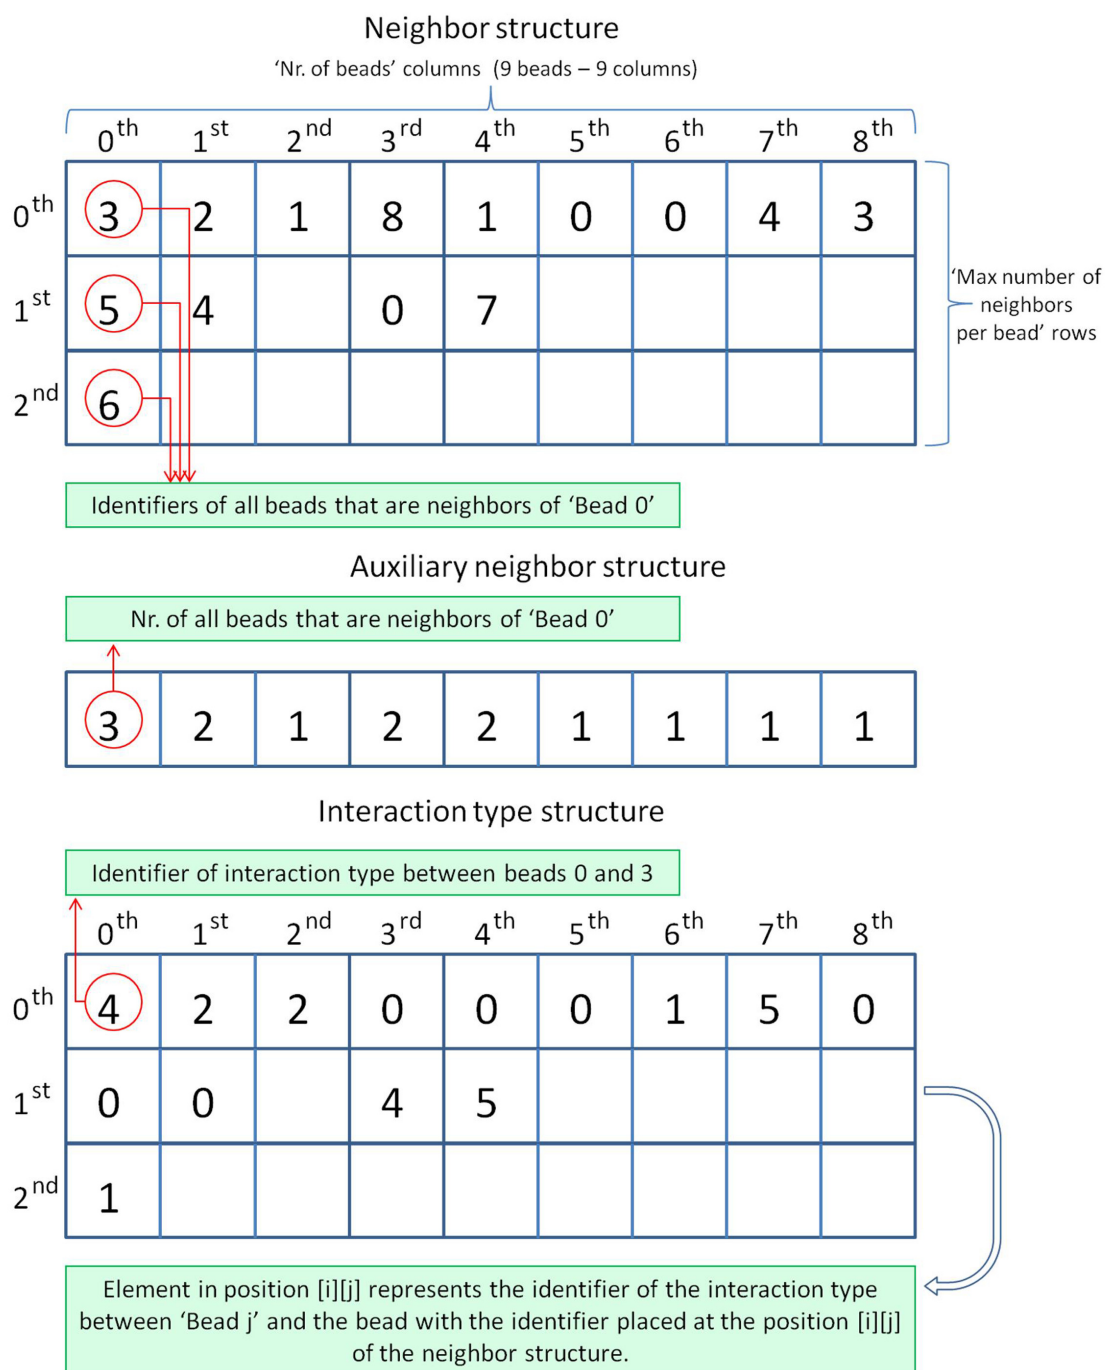 Neighbor structure
‘Nr. of beads’ columns (9 beads – 9 columns)
0th 1st 2nd 3rd 4th 5th 6th 7th 8th
0th 3 2 1 8 1 0 0 4 3
1st 5 4 0 7
2nd 6
‘Max number of
neighbors
per bead’ rows
Identifiers of all beads that are neighbors of ‘Bead 0’
Auxiliary neighbor structure
Nr. of all beads that are neighbors of ‘Bead 0’
3 2 1 2 2 1 1 1 1
Interaction type structure
Identifier of interaction type between beads 0 and 3
0th 1st 2nd 3rd 4th 5th 6th 7th 8th
0th 4 2 2 0 0 0 1 5 0
1st 0 0 4 5
2nd 1
Element in position [i][j] represents the identifier of the interaction type
between ‘Bead j’ and the bead with the identifier placed at the position [i][j]
of the neighbor structure.